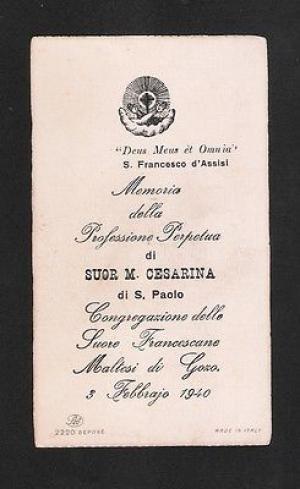 "Deus Meus èt Omnia"
S. Francesco d'Assisi
Memoria
della
Professione Perpetua
di
SUOR M. CESARINA
di S. Paolo
Congregazione delle
Suore Francescane
Maltesi di Gozo.
3 Febbrajo 1940
2220 DEPOSE
MADE IN ITALY